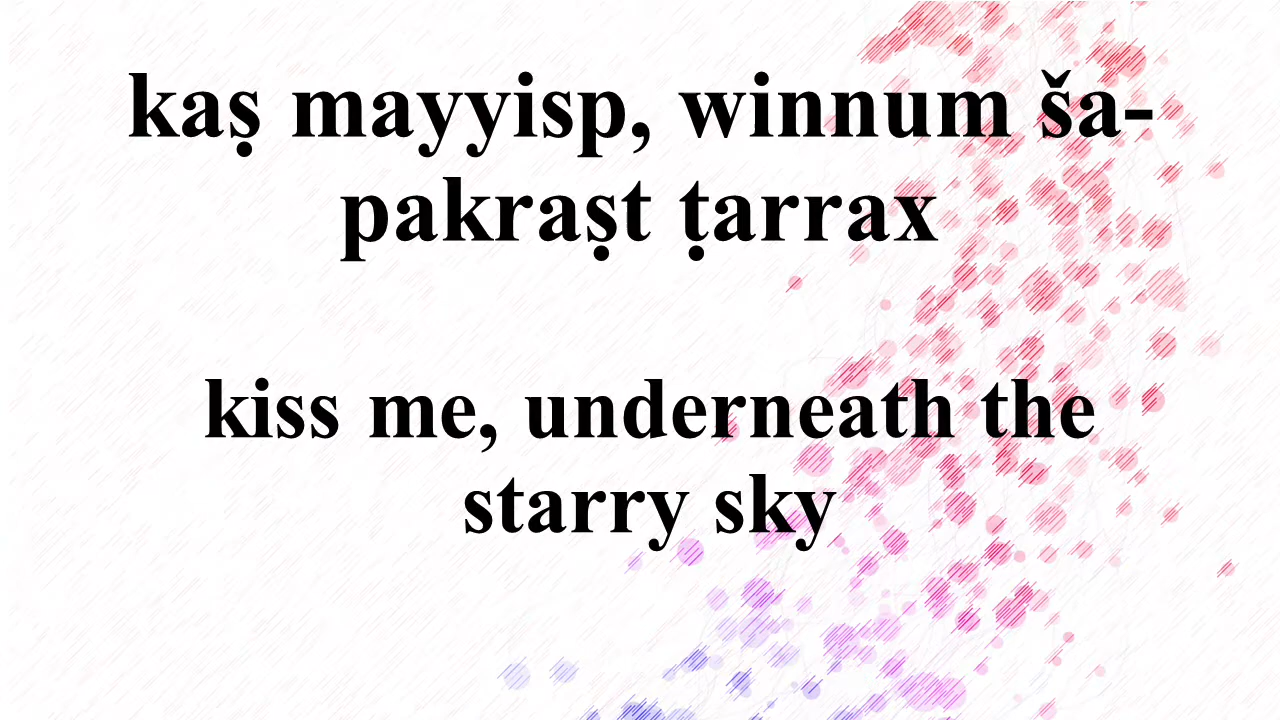 kaṣ mayyisp, winnum ša-
pakraṣt ṭarrax
kiss me, underneath the
starry sky